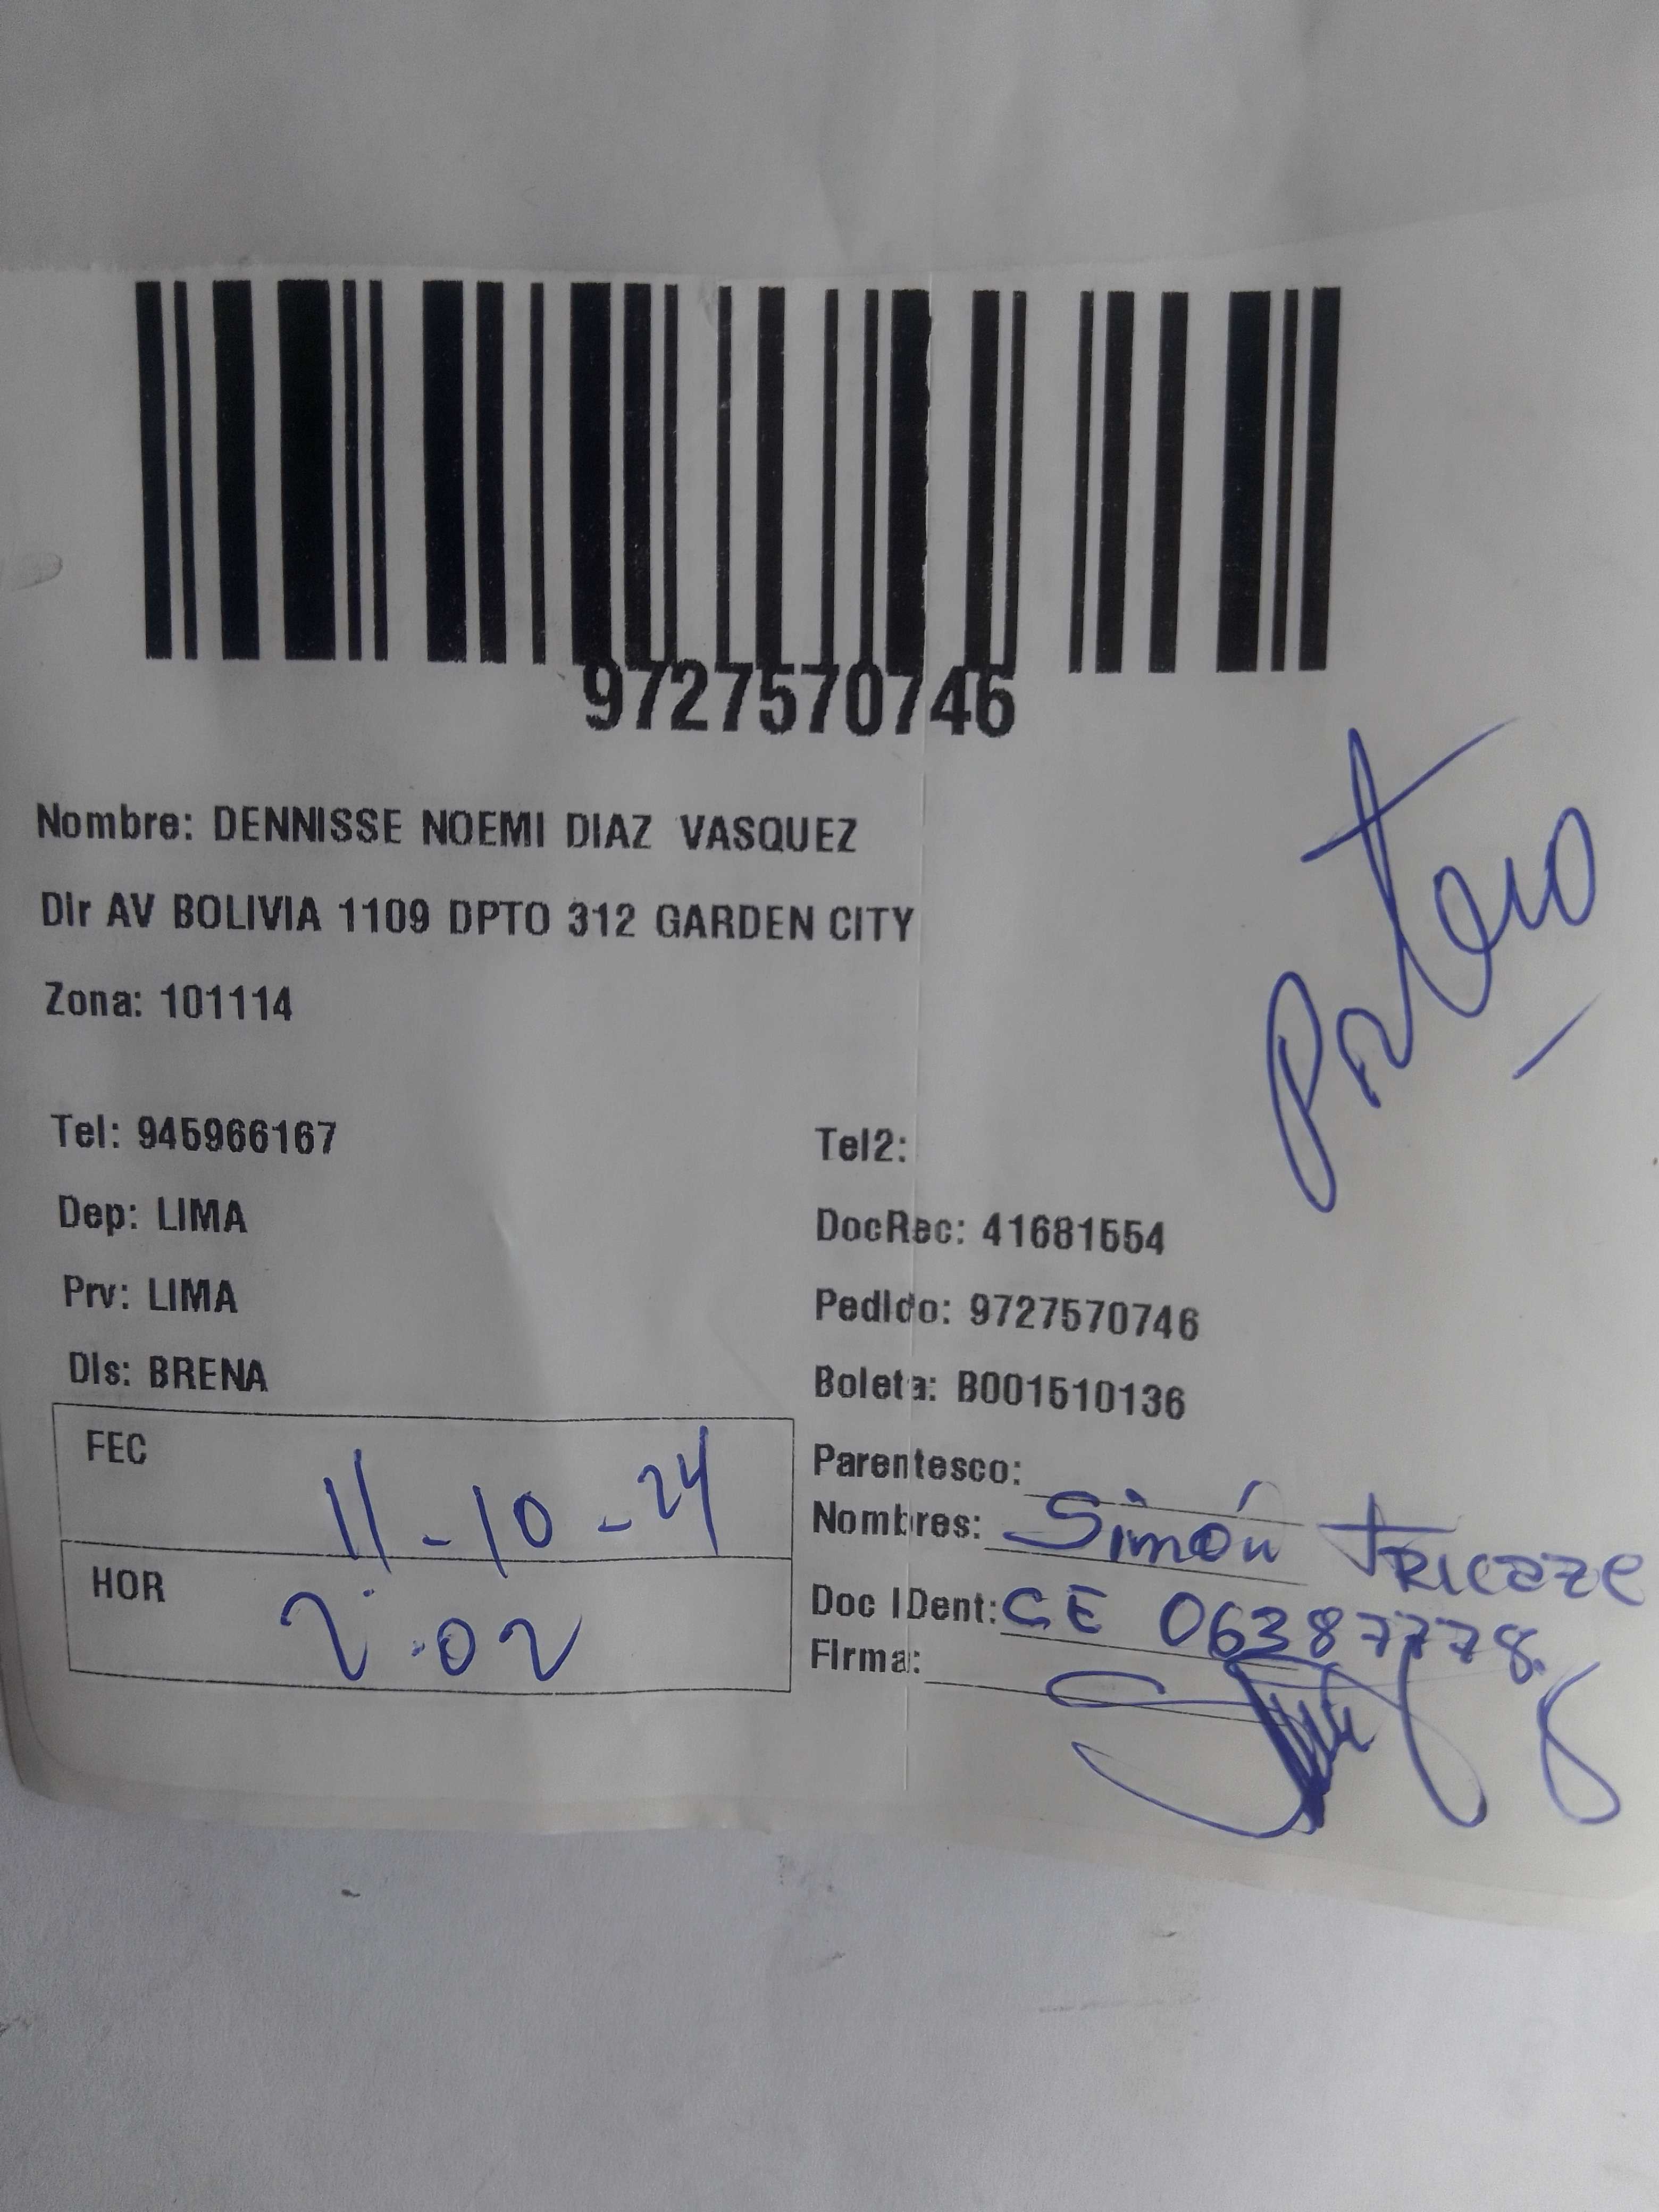 9727570746
Nombre: DENNISSE NOEMI DIAZ VASQUEZ
Dir AV BOLIVIA 1109 DPTO 312 GARDEN CITY
Zona: 101114
Portero
Tel: 945966167 Tel2:
Dep: LIMA DocRec: 41681554
Prv: LIMA Pedido: 9727570746
Dis: BRENA Boleta: B001510136
FEC 11-10-24
HOR 2:02
Parentesco:
Nombres: Simón
Doc IDent: CE 06387778
Firma: